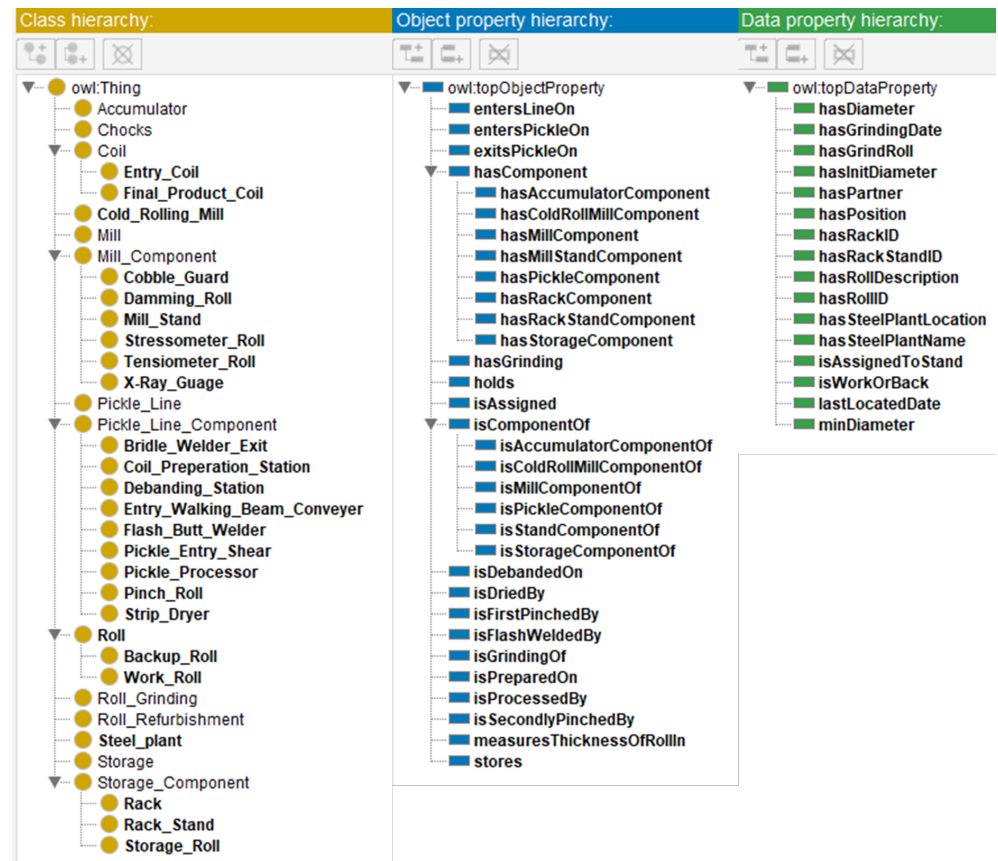 Class hierarchy:
owl:Thing
Accumulator
Chocks
Coil
Entry_Coil
Final_Product_Coil
Cold_Rolling_Mill
Mill
Mill_Component
Cobble_Guard
Damming_Roll
Mill_Stand
Stressometer_Roll
Tensiometer_Roll
X-Ray_Guage
Pickle_Line
Pickle_Line_Component
Bridle_Welder_Exit
Coil_Preperation_Station
Debanding_Station
Entry_Walking_Beam_Conveyer
Flash_Butt_Welder
Pickle_Entry_Shear
Pickle_Processor
Pinch_Roll
Strip_Dryer
Roll
Backup_Roll
Work_Roll
Roll_Grinding
Roll_Refurbishment
Steel_plant
Storage
Storage_Component
Rack
Rack_Stand
Storage_Roll
Object property hierarchy:
owl:topObjectProperty
entersLineOn
entersPickleOn
exitsPickleOn
hasComponent
hasAccumulatorComponent
hasColdRollMillComponent
hasMillComponent
hasMillStandComponent
hasPickleComponent
hasRackComponent
hasRackStandComponent
hasStorageComponent
hasGrinding
holds
isAssigned
isComponentOf
isAccumulatorComponentOf
isColdRollMillComponentOf
isMillComponentOf
isPickleComponentOf
isStandComponentOf
isStorageComponentOf
isDebandedOn
isDriedBy
isFirstPinchedBy
isFlashWeldedBy
isGrindingOf
isPreparedOn
isProcessedBy
isSecondlyPinchedBy
measuresThicknessOfRollIn
stores
Data property hierarchy:
owl:topDataProperty
hasDiameter
hasGrindingDate
hasGrindRoll
hasInitDiameter
hasPartner
hasPosition
hasRackID
hasRackStandID
hasRollDescription
hasRollID
hasSteelPlantLocation
hasSteelPlantName
isAssignedToStand
isWorkOrBack
lastLocatedDate
minDiameter